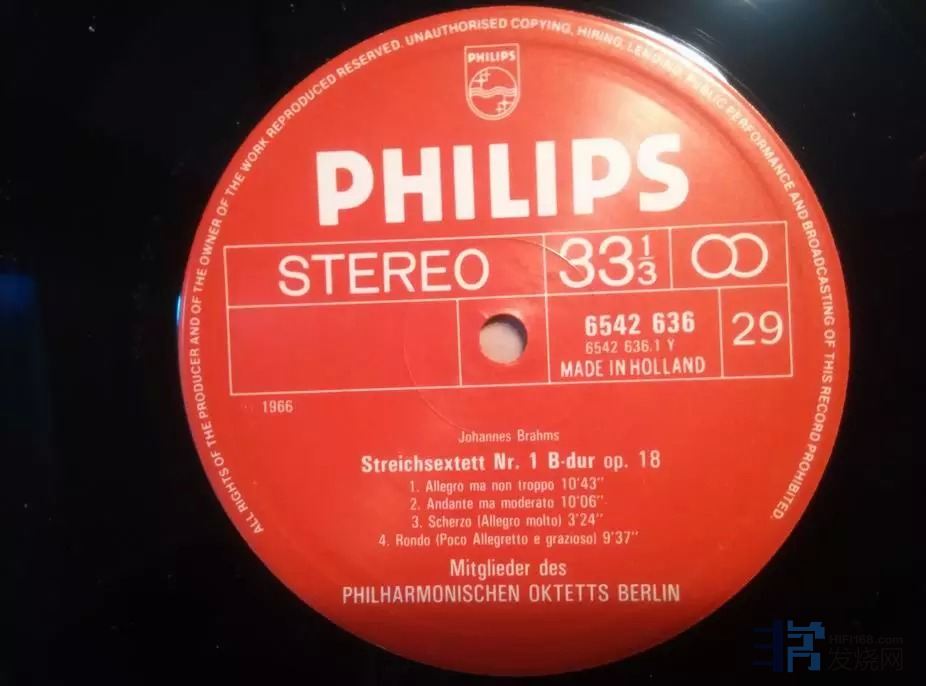 ALL RIGHTS OF THE PRODUCER AND OF THE OWNER OF THE WORK REPRODUCED RESERVED. UNAUTHORISED COPYING, HIRING, LENDING, PUBLIC PERFORMANCE AND BROADCASTING OF THIS RECORD PROHIBITED.
PHILIPS
PHILIPS
STEREO
33 1/3
6542 636
6542 636.1 Y
MADE IN HOLLAND
29
1966
Johannes Brahms
Streichsextett Nr. 1 B-dur op. 18
1. Allegro ma non troppo 10'43"
2. Andante ma moderato 10'06"
3. Scherzo (Allegro molto) 3'24"
4. Rondo (Poco Allegretto e grazioso) 9'37"
Mitglieder des
PHILHARMONISCHEN OKTETTS BERLIN
HIFI168.com
发烧网